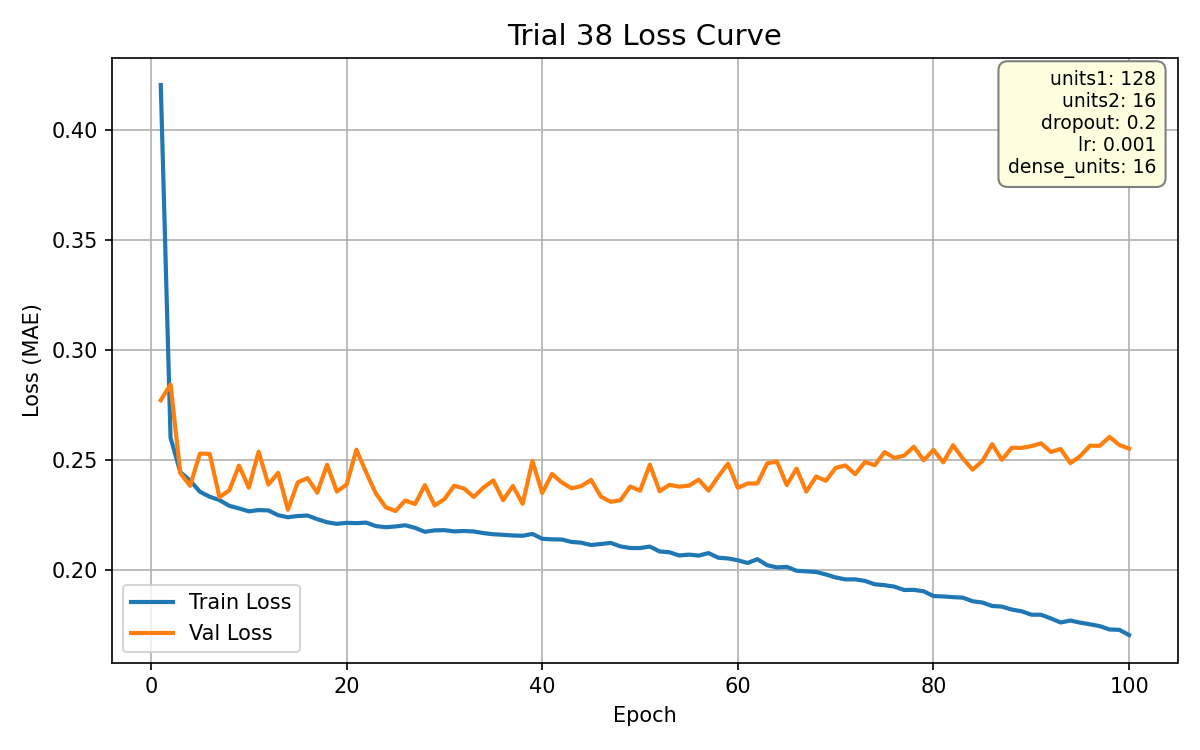 Trial 38 Loss Curve
units1: 128
units2: 16
dropout: 0.2
lr: 0.001
dense_units: 16
Loss (MAE)
0.40
0.35
0.30
0.25
0.20
Train Loss
Val Loss
0 20 40 60 80 100
Epoch